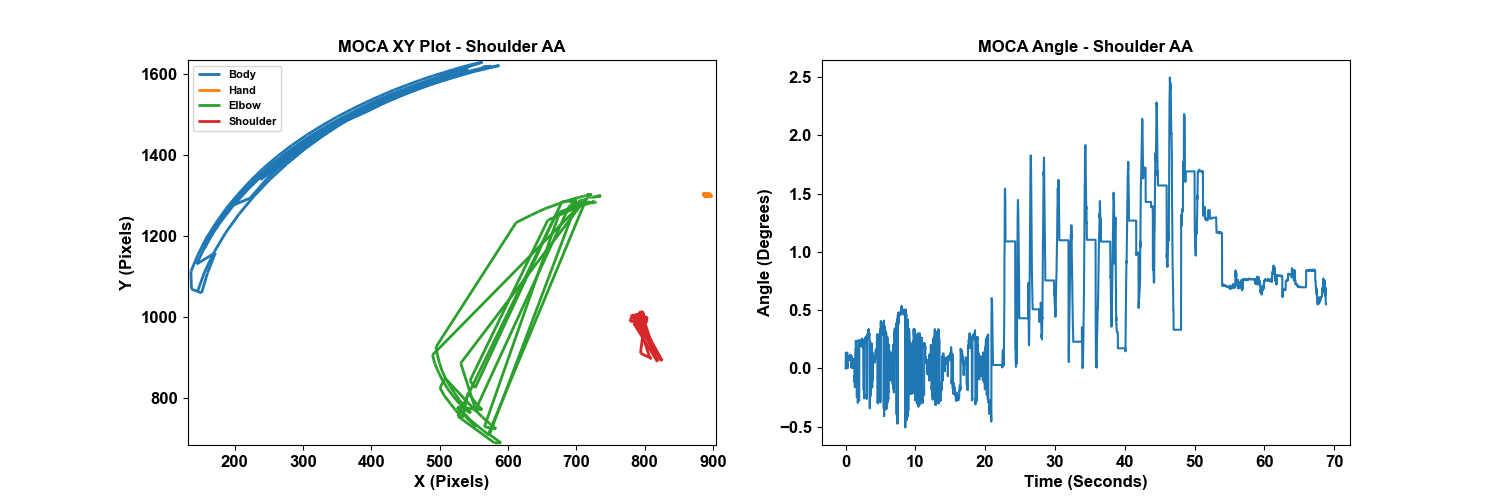 MOCA XY Plot - Shoulder AA
Y (Pixels)
1600
1400
1200
1000
800
Body
Hand
Elbow
Shoulder
200 300 400 500 600 700 800 900
X (Pixels)
MOCA Angle - Shoulder AA
Angle (Degrees)
2.5
2.0
1.5
1.0
0.5
0.0
−0.5
0 10 20 30 40 50 60 70
Time (Seconds)